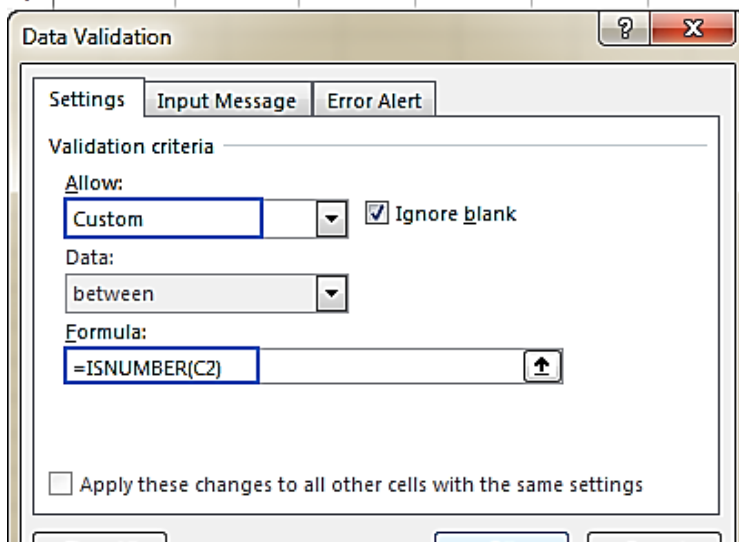 Data Validation
Settings Input Message Error Alert
Validation criteria
Allow:
Custom Ignore blank
Data:
between
Formula:
=ISNUMBER(C2)
Apply these changes to all other cells with the same settings